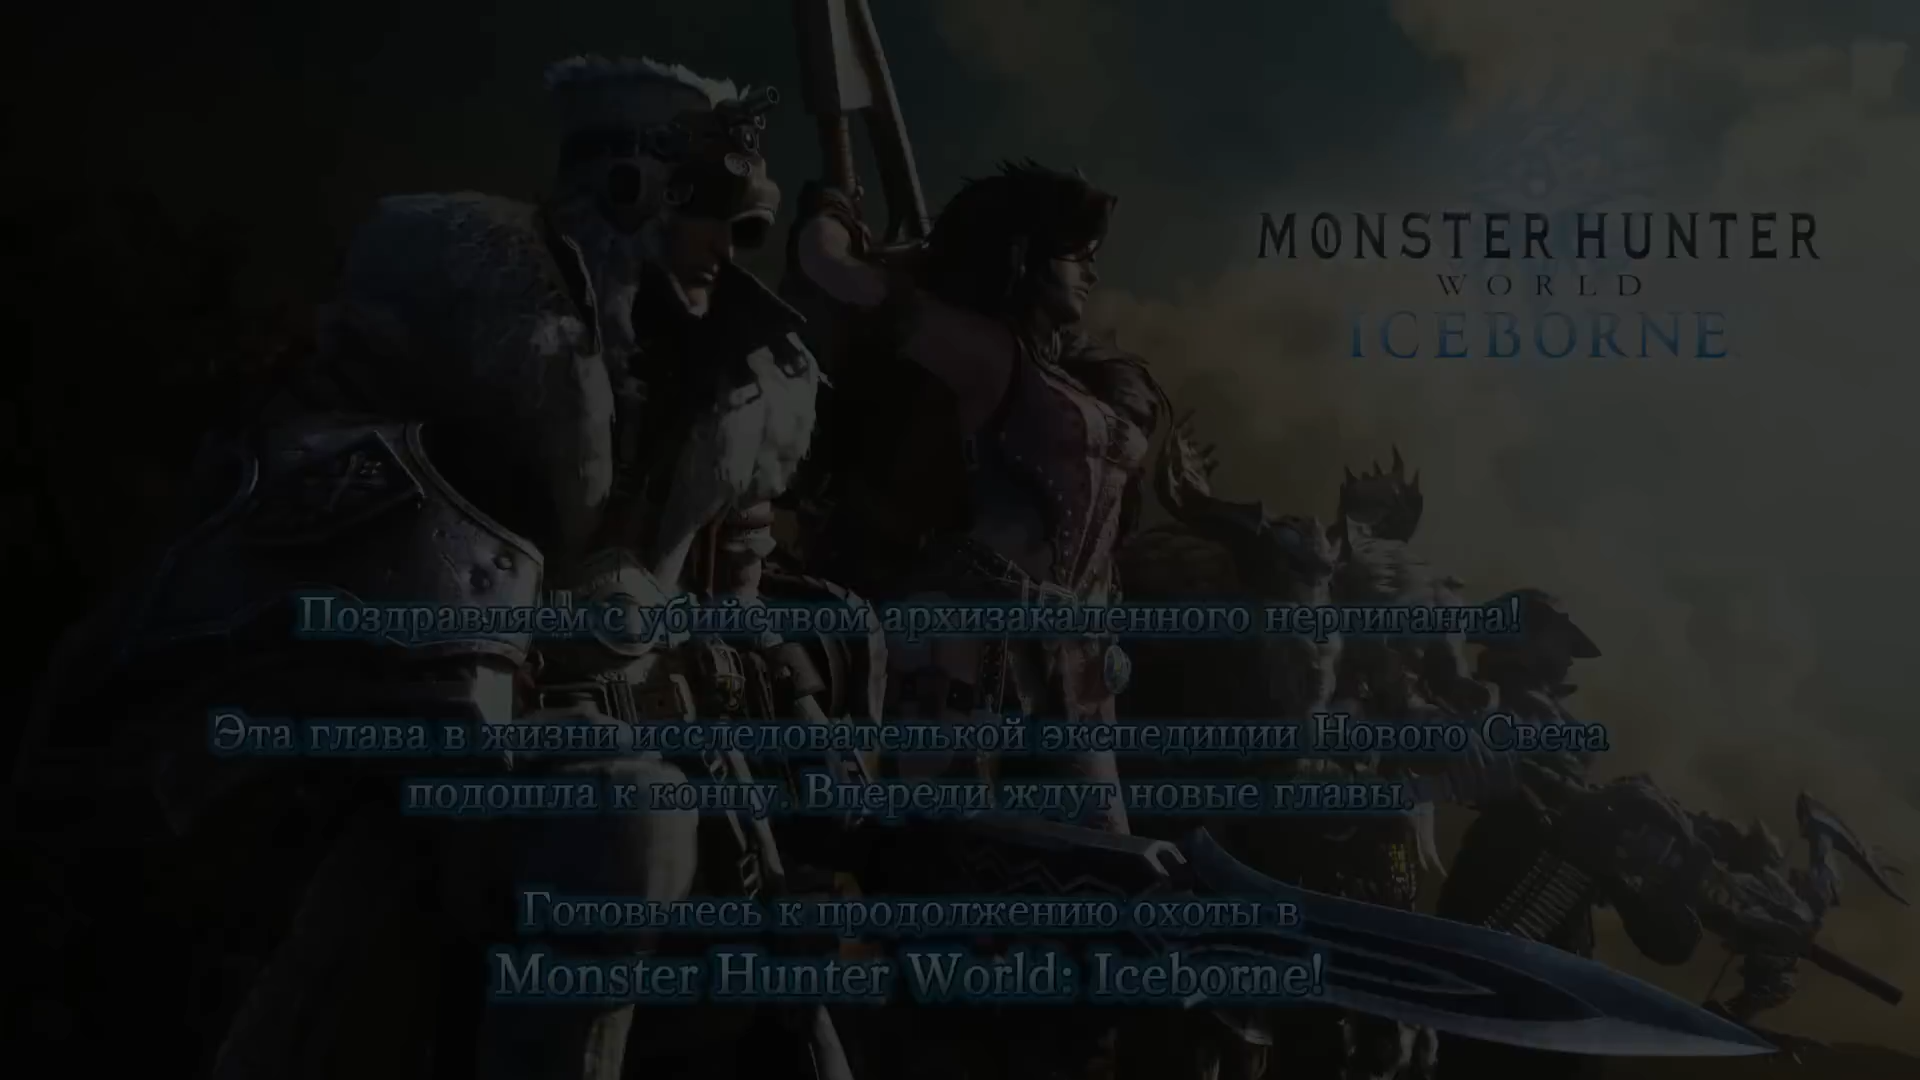 MONSTER HUNTER
WORLD
ICEBORNE
Поздравляем с убийством архизакаленного нергиганта!
Эта глава в жизни исследователькой экспедиции Нового Света
подошла к концу. Впереди ждут новые главы.
Готовьтесь к продолжению охоты в
Monster Hunter World: Iceborne!